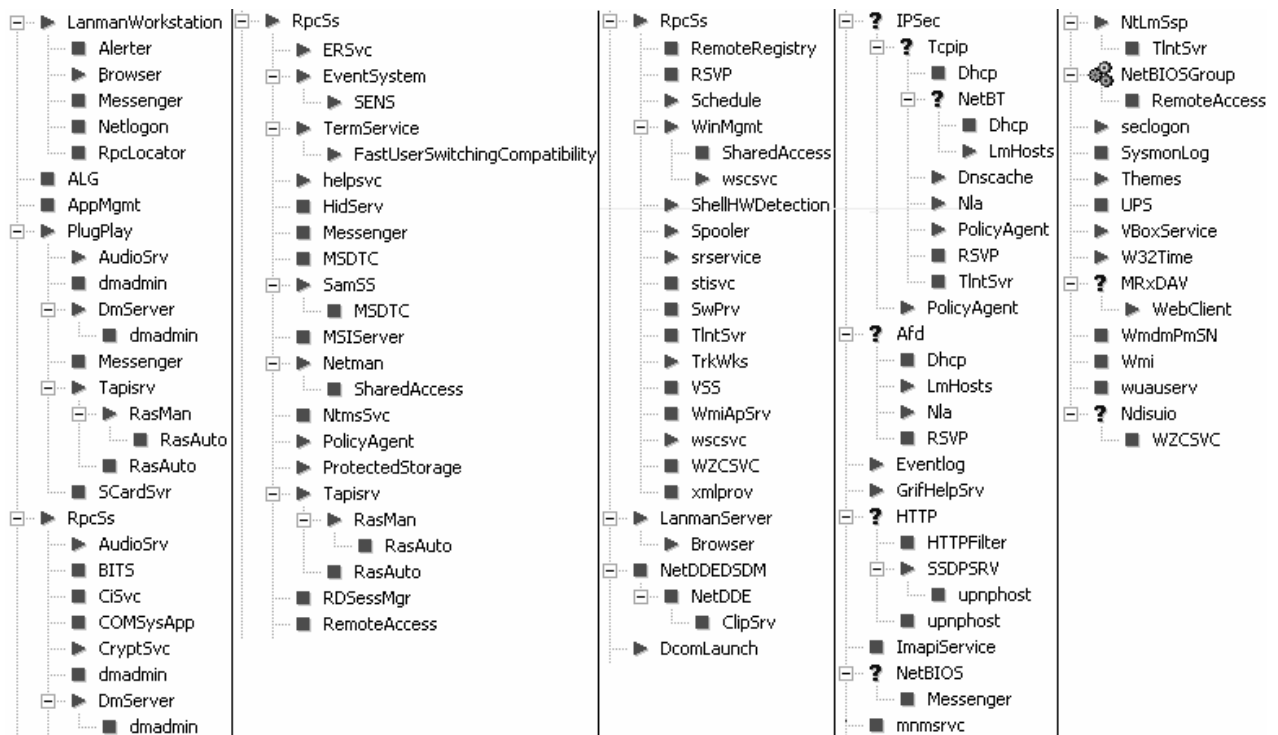 LanmanWorkstation
Alerter
Browser
Messenger
Netlogon
RpcLocator
ALG
AppMgmt
PlugPlay
AudioSrv
dmadmin
DmServer
dmadmin
Messenger
Tapisrv
RasMan
RasAuto
RasAuto
SCardSvr
RpcSs
AudioSrv
BITS
CiSvc
COMSysApp
CryptSvc
dmadmin
DmServer
dmadmin
RpcSs
ERSvc
EventSystem
SENS
TermService
FastUserSwitchingCompatibility
helpsvc
HidServ
Messenger
MSDTC
SamSS
MSDTC
MSIServer
Netman
SharedAccess
NtmsSvc
PolicyAgent
ProtectedStorage
Tapisrv
RasMan
RasAuto
RasAuto
RDSessMgr
RemoteAccess
RpcSs
RemoteRegistry
RSVP
Schedule
WinMgmt
SharedAccess
wscsvc
ShellHWDetection
Spooler
srservice
stisvc
SwPrv
TlntSvr
TrkWks
VSS
WmiApSrv
wscsvc
WZCSVC
xmlprov
LanmanServer
Browser
NetDDEDSDM
NetDDE
ClipSrv
DcomLaunch
? IPSec
? Tcpip
Dhcp
? NetBT
Dhcp
LmHosts
Dnscache
Nla
PolicyAgent
RSVP
TlntSvr
PolicyAgent
? Afd
Dhcp
LmHosts
Nla
RSVP
Eventlog
GrifHelpSrv
? HTTP
HTTPFilter
SSDPSRV
upnphost
upnphost
ImapiService
? NetBIOS
Messenger
mnmsrvc
NtLmSsp
TlntSvr
NetBIOSGroup
RemoteAccess
seclogon
SysmonLog
Themes
UPS
VBoxService
W32Time
? MRxDAV
WebClient
WmdmPmSN
Wmi
wuauserv
? Ndisuio
WZCSVC